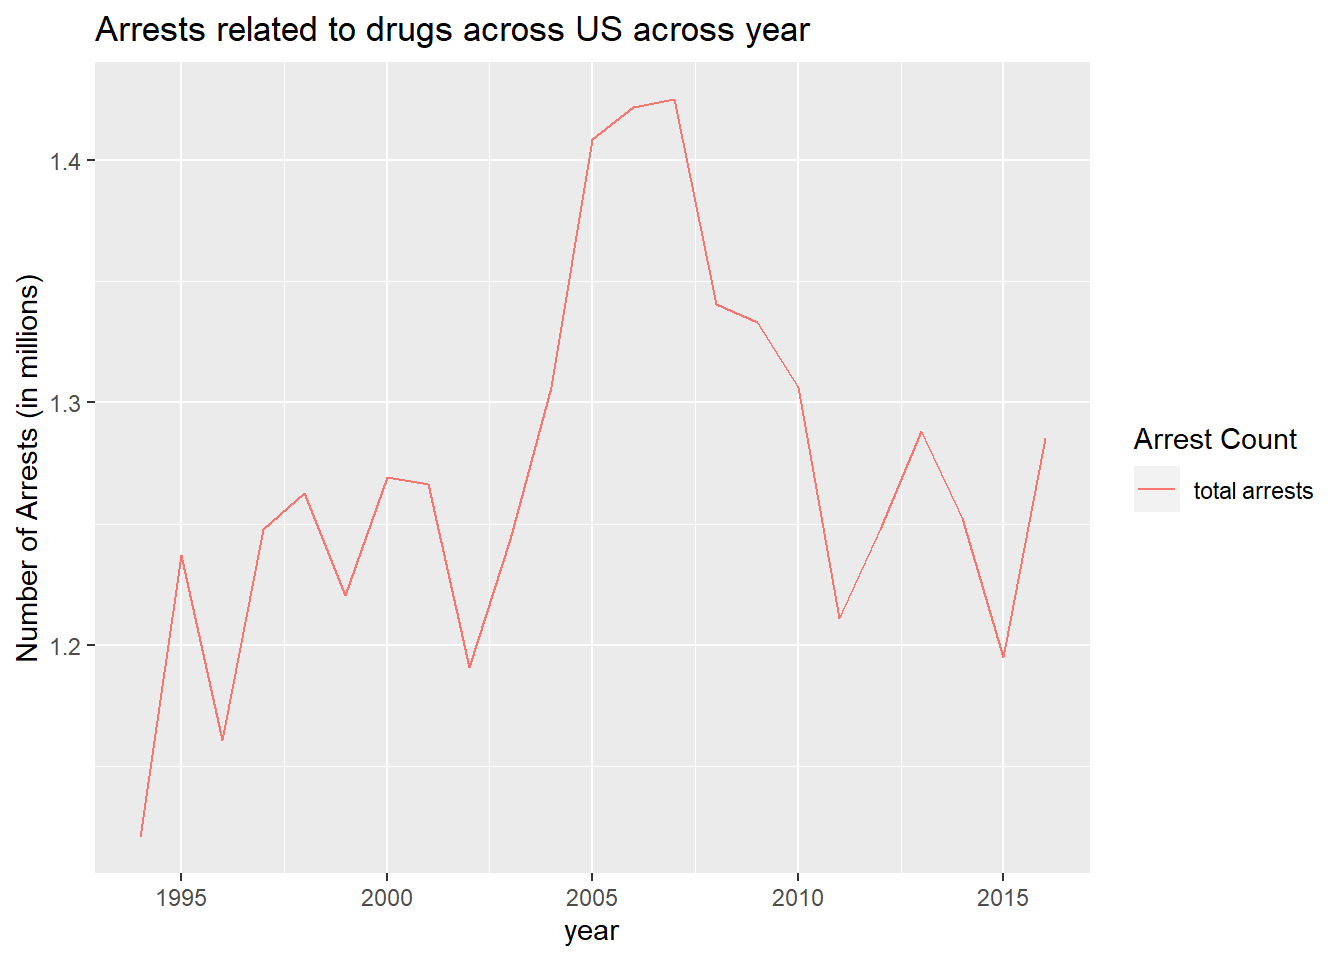 Arrests related to drugs across US across year
Number of Arrests (in millions)
1.4
1.3
1.2
1995
2000
2005
2010
2015
year
Arrest Count
total arrests